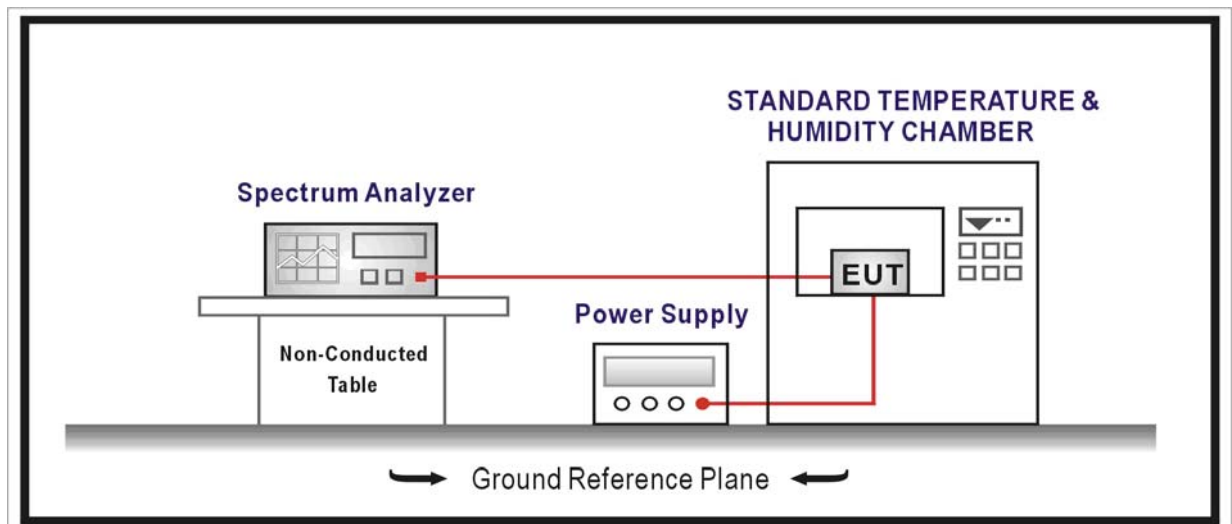 STANDARD TEMPERATURE &
HUMIDITY CHAMBER
Spectrum Analyzer
EUT
Power Supply
Non-Conducted
Table
Ground Reference Plane